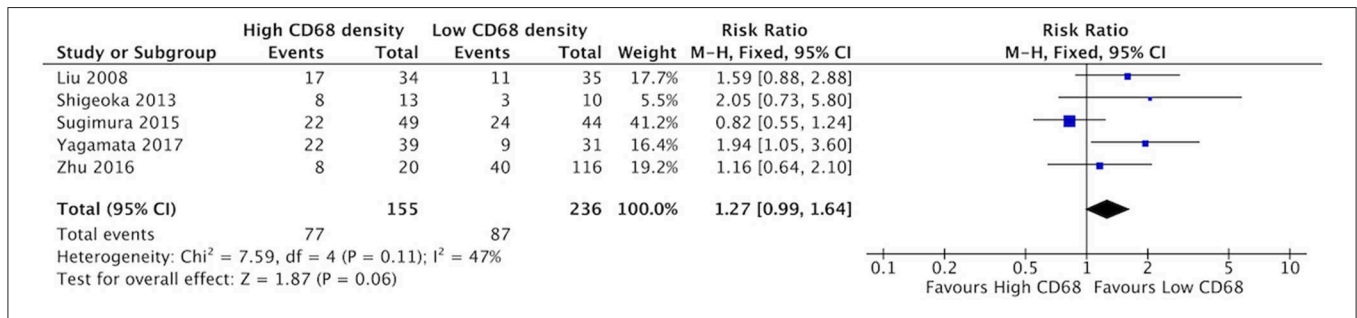 High CD68 density Low CD68 density Risk Ratio Risk Ratio
Study or Subgroup Events Total Events Total Weight M-H, Fixed, 95% CI M-H, Fixed, 95% CI
Liu 2008 17 34 11 35 17.7% 1.59 [0.88, 2.88]
Shigeoka 2013 8 13 3 10 5.5% 2.05 [0.73, 5.80]
Sugimura 2015 22 49 24 44 41.2% 0.82 [0.55, 1.24]
Yagamata 2017 22 39 9 31 16.4% 1.94 [1.05, 3.60]
Zhu 2016 8 20 40 116 19.2% 1.16 [0.64, 2.10]
Total (95% CI) 155 236 100.0% 1.27 [0.99, 1.64]
Total events 77 87
Heterogeneity: Chi² = 7.59, df = 4 (P = 0.11); I² = 47%
Test for overall effect: Z = 1.87 (P = 0.06)
0.1 0.2 0.5 1 2 5 10
Favours High CD68 Favours Low CD68